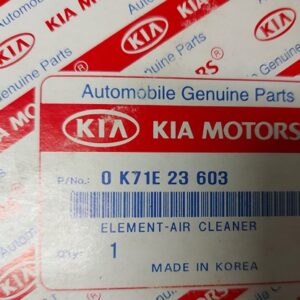 KIA
Genuine Parts
KIA MOTORS
Automobile Genuine Parts
KIA KIA MOTORS
P/No.: 0 K71E 23 603
ELEMENT-AIR CLEANER
Q'ty: 1
MADE IN KOREA